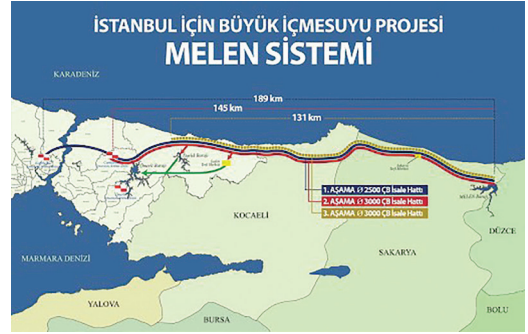 İSTANBUL İÇİN BÜYÜK İÇMESUYU PROJESİ
MELEN SİSTEMİ
KARADENİZ
189 km
145 km
131 km
1. AŞAMA Ø 2500 ÇB İsale Hattı
2. AŞAMA Ø 3000 ÇB İsale Hattı
3. AŞAMA Ø 3000 ÇB İsale Hattı
KOCAELİ
DÜZCE
SAKARYA
MARMARA DENİZİ
YALOVA
BOLU
BURSA